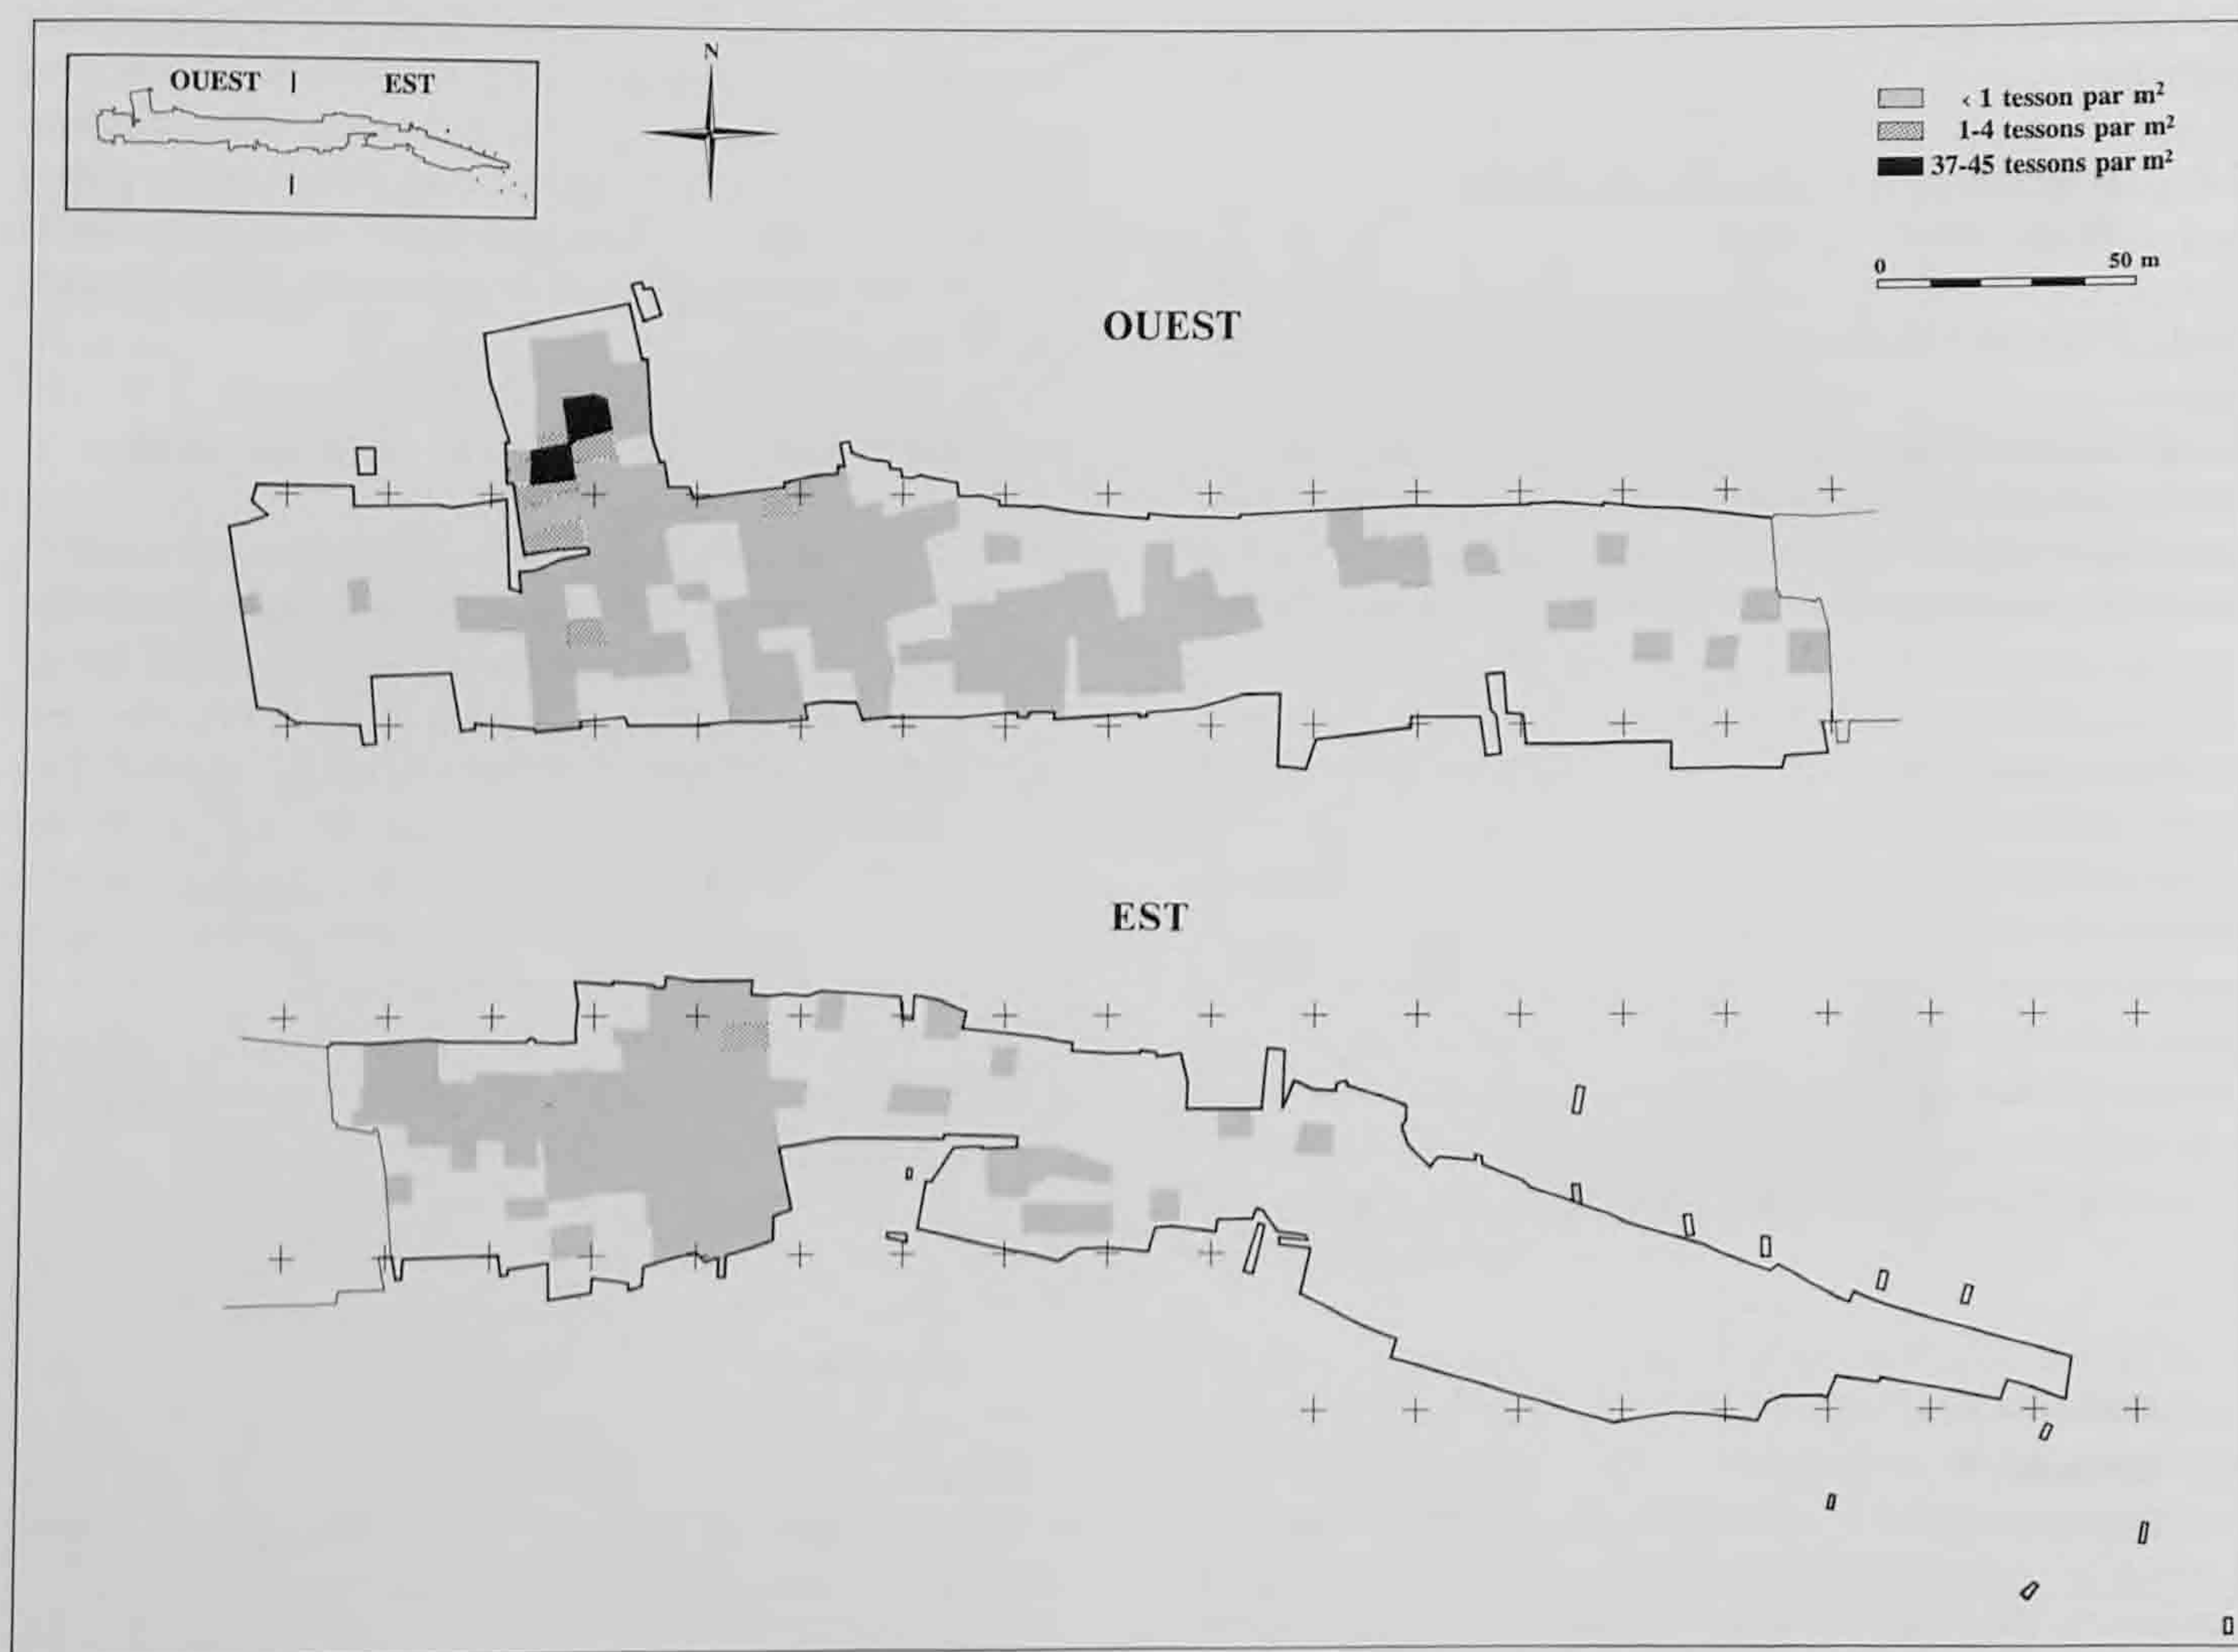 OUEST | EST
N
< 1 tesson par m²
1-4 tessons par m²
37-45 tessons par m²
0 50 m
OUEST
EST